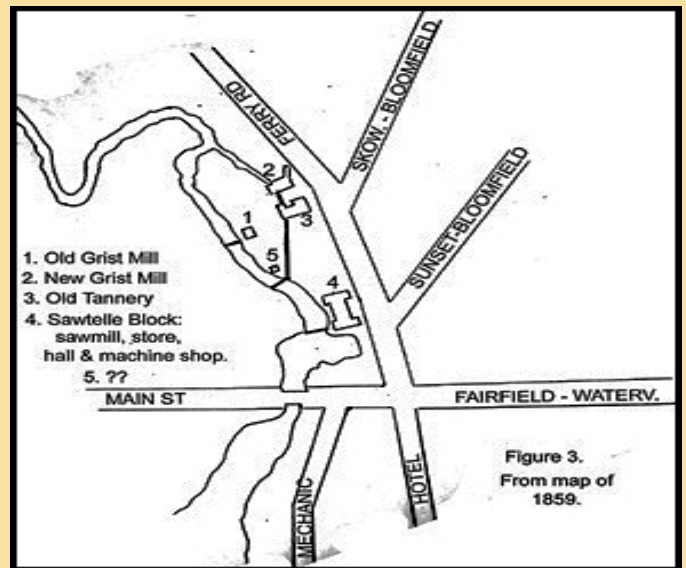 FERRY RD
SKOW. - BLOOMFIELD
SUNSET-BLOOMFIELD
2
3
1
5
4
1. Old Grist Mill
2. New Grist Mill
3. Old Tannery
4. Sawtelle Block:
sawmill, store,
hall & machine shop.
5. ??
MAIN ST
FAIRFIELD - WATERV.
MECHANIC
HOTEL
Figure 3.
From map of
1859.